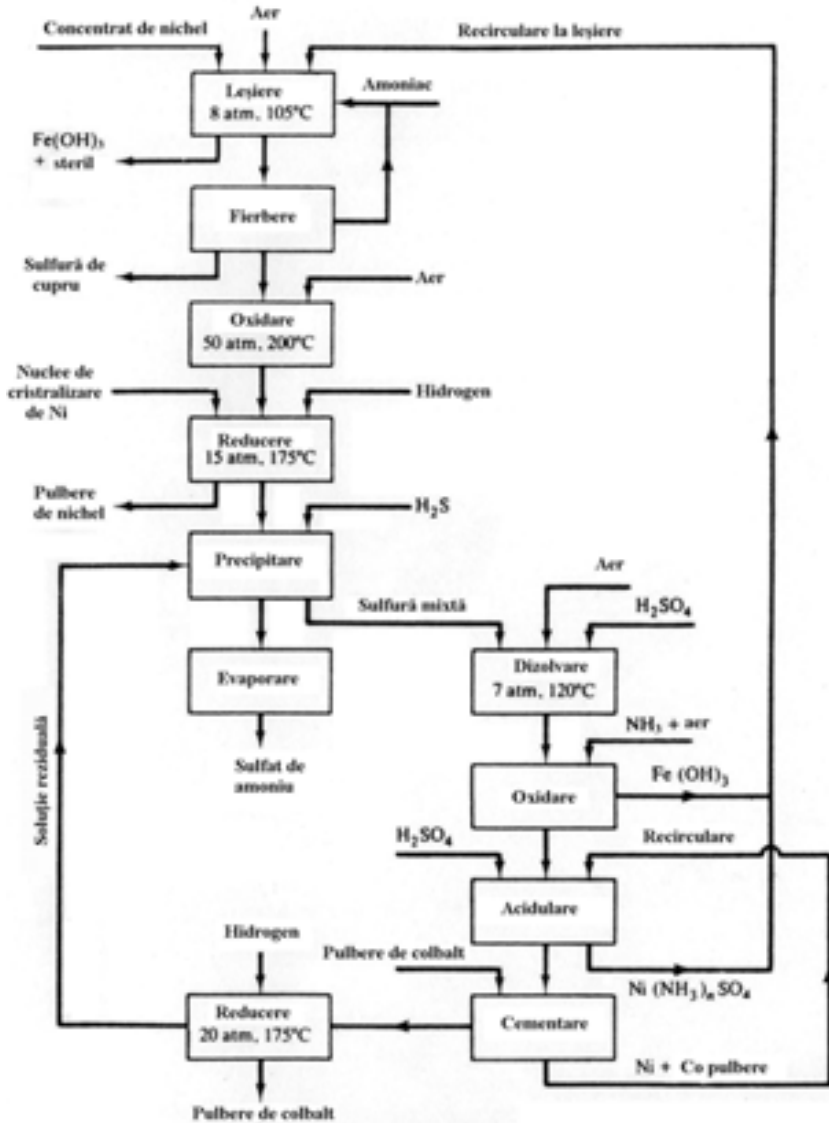 Aer
Concentrat de nichel
Recirculare la leşiere
Leşiere
8 atm, 105°C
Amoniac
Fe(OH)₃
+ steril
Fierbere
Sulfură de
cupru
Aer
Oxidare
50 atm, 200°C
Nuclee de
cristalizare
de Ni
Hidrogen
Reducere
15 atm, 175°C
Pulbere
de nichel
H₂S
Precipitare
Sulfură mixtă
Aer
H₂SO₄
Evaporare
Dizolvare
7 atm, 120°C
Sulfat de
amoniu
NH₃ + aer
Oxidare
Fe (OH)₃
Soluţie reziduală
H₂SO₄
Recirculare
Acidulare
Hidrogen
Pulbere de colbalt
Ni (NH₃)ₙ SO₄
Reducere
20 atm, 175°C
Cementare
Ni + Co pulbere
Pulbere de colbalt